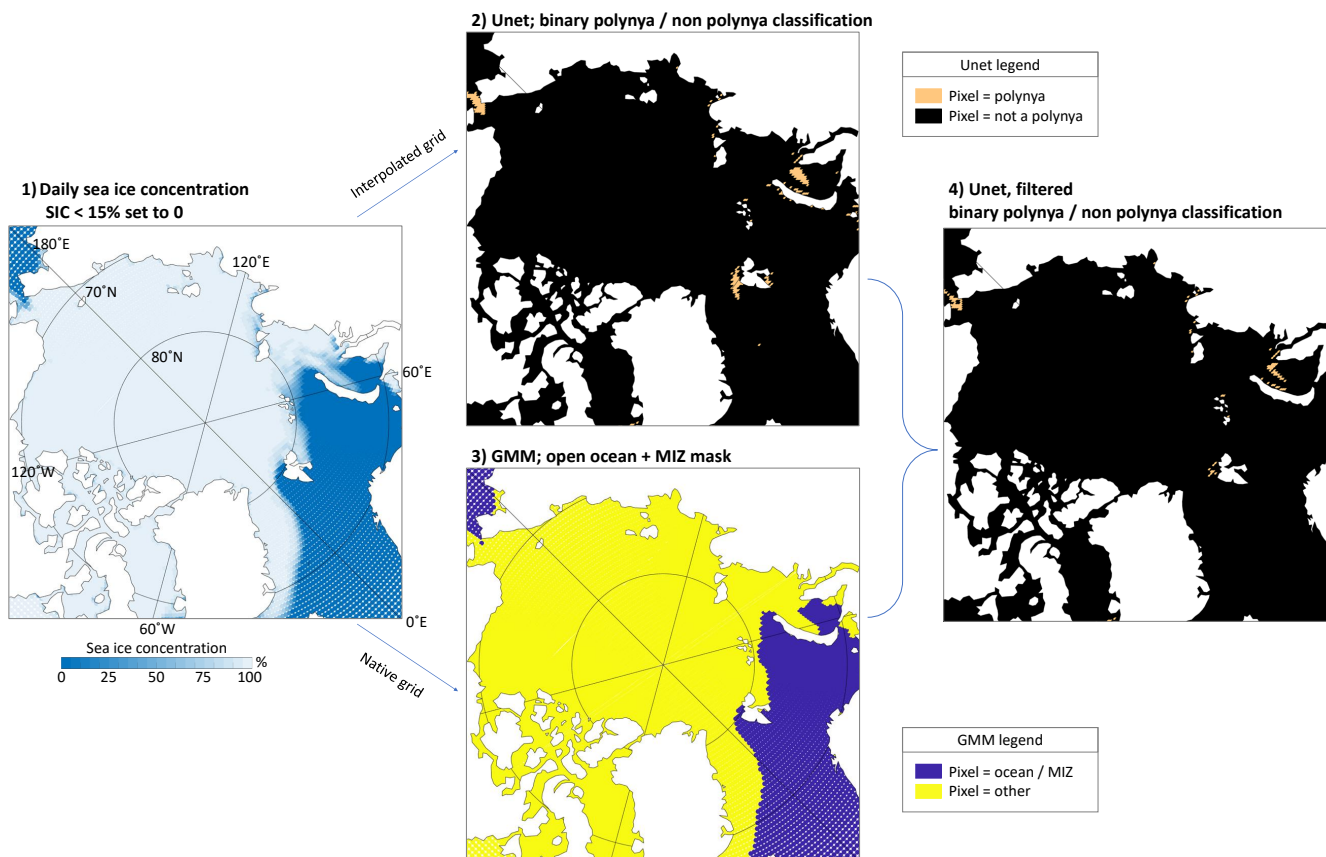 2) Unet; binary polynya / non polynya classification
Unet legend
Pixel = polynya
Pixel = not a polynya
Interpolated grid
1) Daily sea ice concentration
SIC < 15% set to 0
180˚E
120˚E
70˚N
80˚N
60˚E
120˚W
60˚W
0˚E
Sea ice concentration
%
0 25 50 75 100
Native grid
4) Unet, filtered
binary polynya / non polynya classification
3) GMM; open ocean + MIZ mask
GMM legend
Pixel = ocean / MIZ
Pixel = other